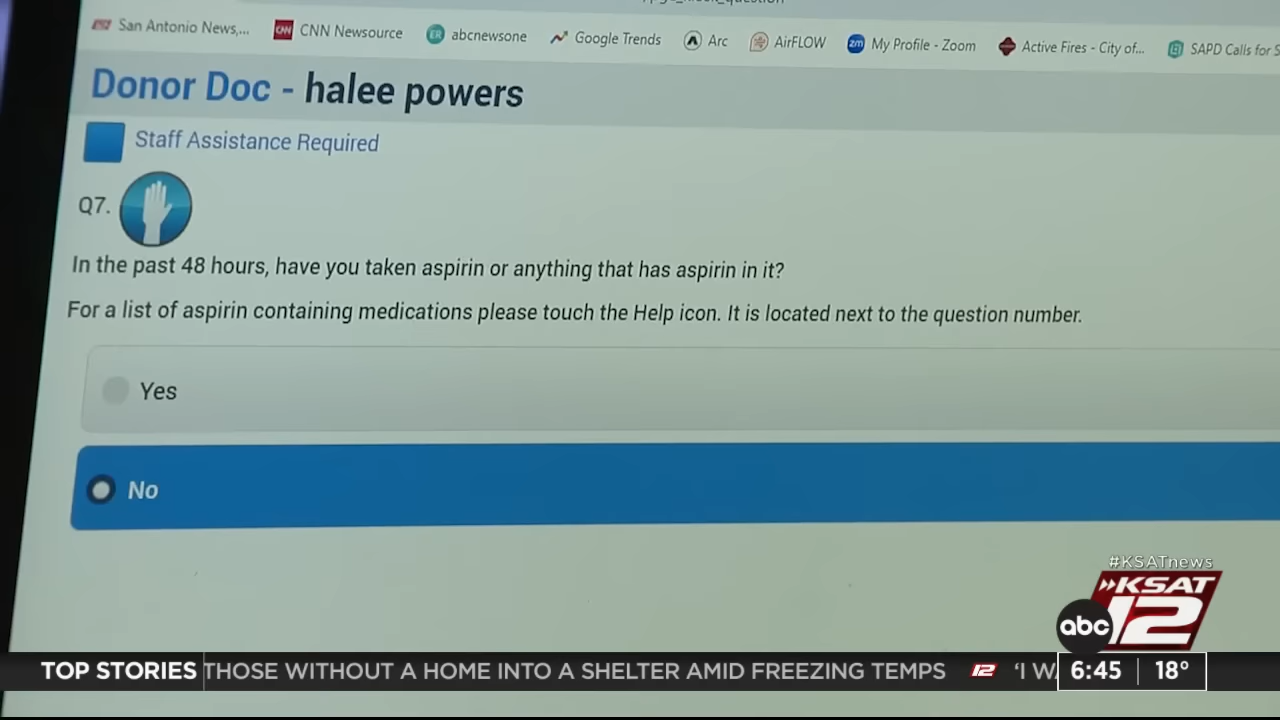 San Antonio News,... CNN CNN Newsource ER abcnewsone Google Trends Arc AirFLOW zm My Profile - Zoom Active Fires - City of... SAPD Calls for S
Donor Doc - halee powers
Staff Assistance Required
Q7.
In the past 48 hours, have you taken aspirin or anything that has aspirin in it?
For a list of aspirin containing medications please touch the Help icon. It is located next to the question number.
Yes
No
#KSATnews
KSAT
abc 12
TOP STORIES THOSE WITHOUT A HOME INTO A SHELTER AMID FREEZING TEMPS 12 'I WA 6:45 18°